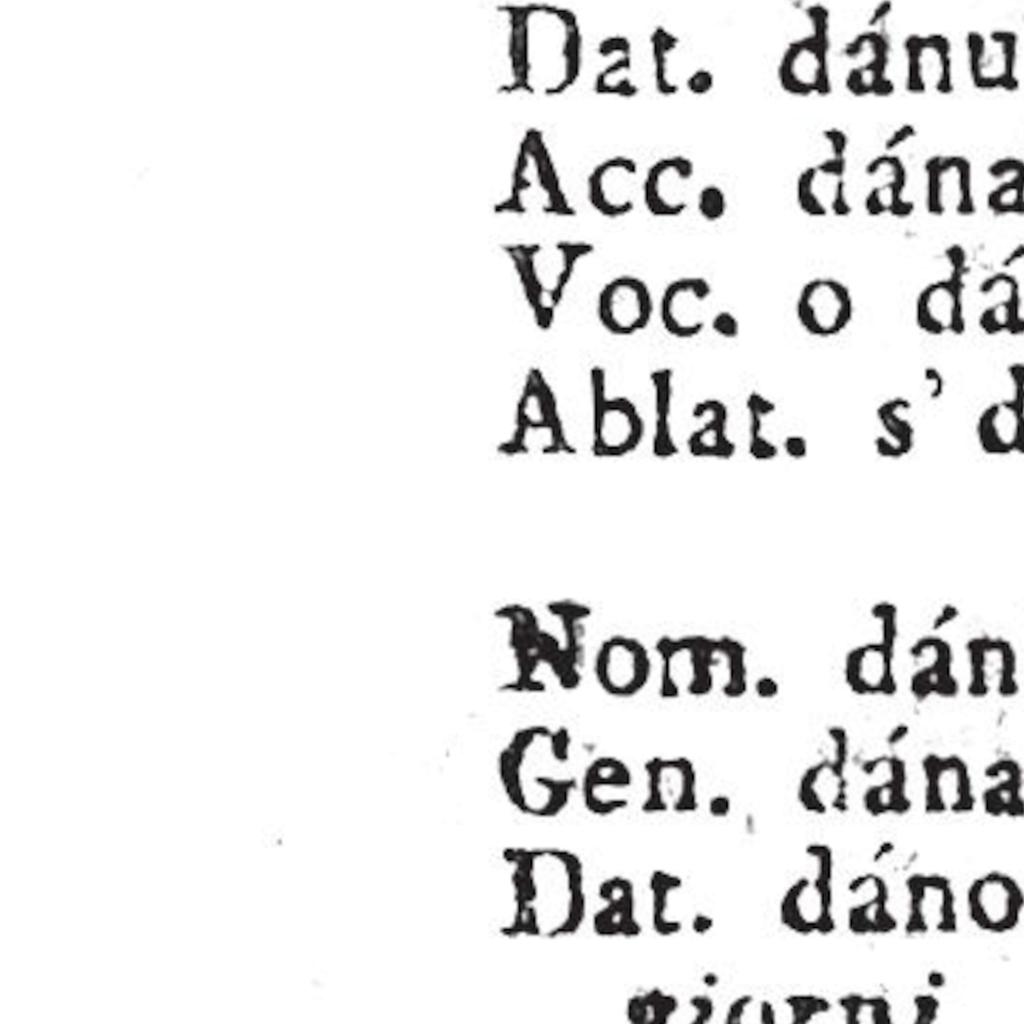 Dat. dánu
Acc. dána
Voc. o dá
Ablat. s' d
Nom. dán
Gen. dána
Dat. dáno
giorni